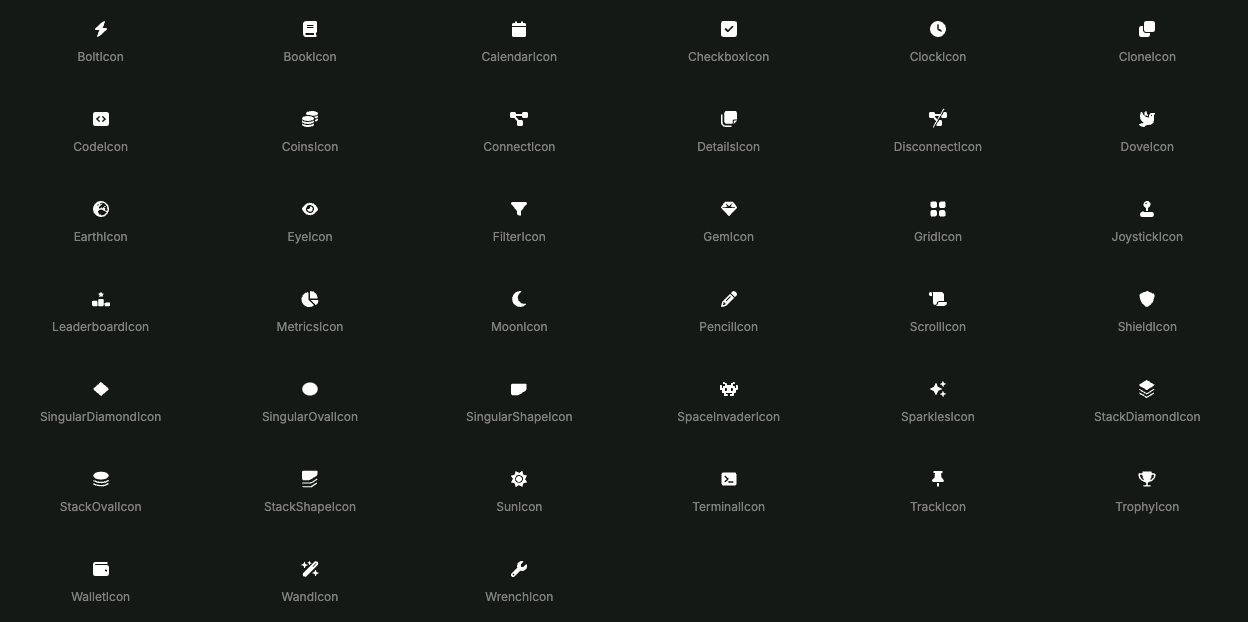 BoltIcon BookIcon CalendarIcon CheckboxIcon ClockIcon CloneIcon
CodeIcon CoinsIcon ConnectIcon DetailsIcon DisconnectIcon DoveIcon
EarthIcon EyeIcon FilterIcon GemIcon GridIcon JoystickIcon
LeaderboardIcon MetricsIcon MoonIcon PencilIcon ScrollIcon ShieldIcon
SingularDiamondIcon SingularOvalIcon SingularShapeIcon SpaceInvaderIcon SparklesIcon StackDiamondIcon
StackOvalIcon StackShapeIcon SunIcon TerminalIcon TrackIcon TrophyIcon
WalletIcon WandIcon WrenchIcon